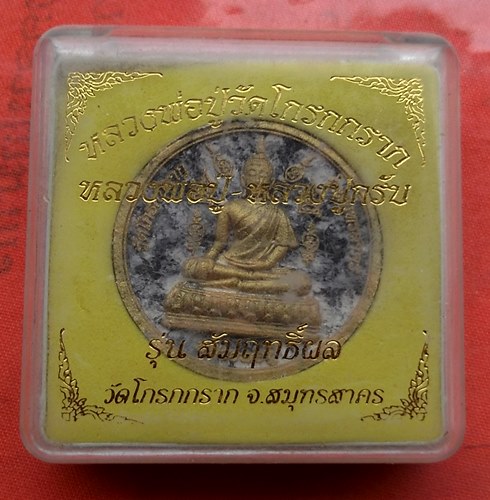 หลวงพ่อปู่วัดโกรกกราก
หลวงพ่อปู่-หลวงปู่กรับ
รุ่น สัมฤทธิ์ผล
วัดโกรกกราก จ.สมุทรสาคร